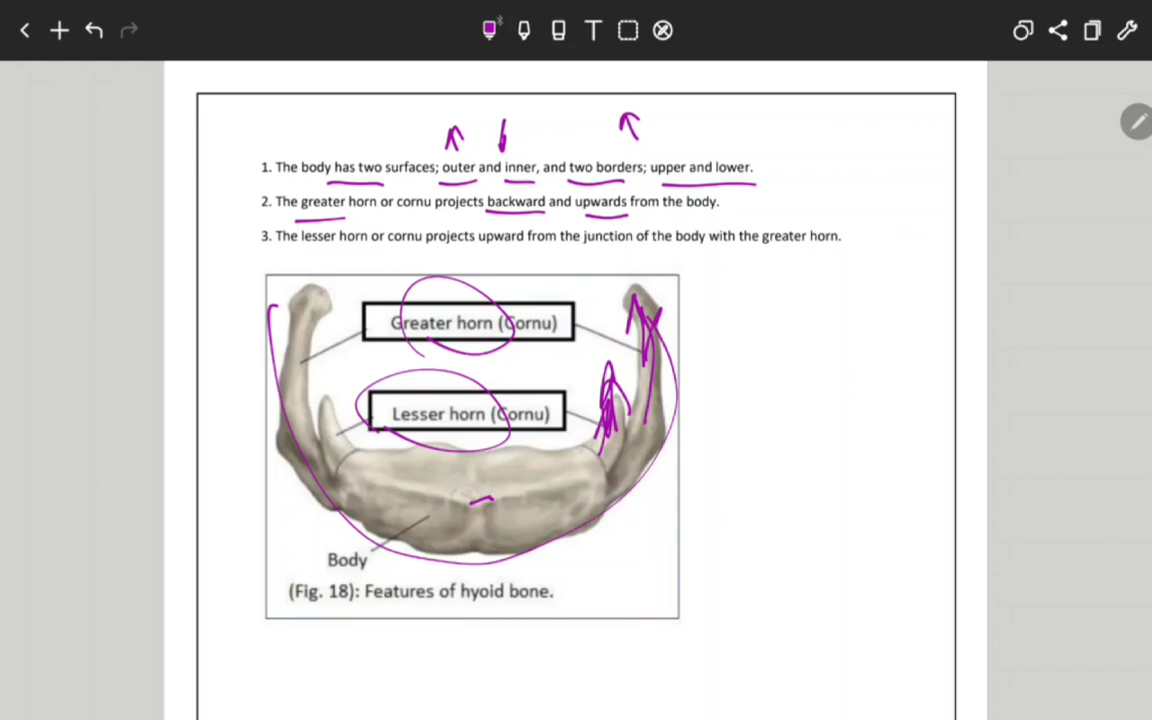 1. The body has two surfaces; outer and inner, and two borders; upper and lower.
2. The greater horn or cornu projects backward and upwards from the body.
3. The lesser horn or cornu projects upward from the junction of the body with the greater horn.
Greater horn (Cornu)
Lesser horn (Cornu)
Body
(Fig. 18): Features of hyoid bone.